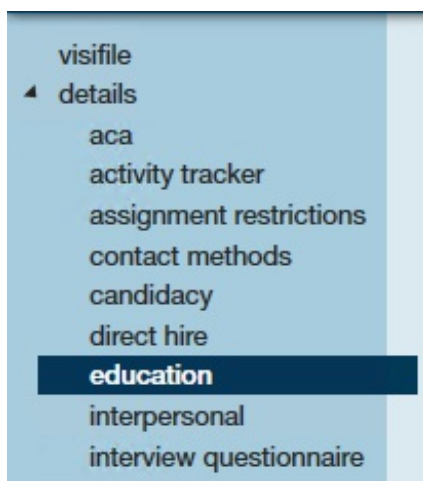 visifile
details
aca
activity tracker
assignment restrictions
contact methods
candidacy
direct hire
education
interpersonal
interview questionnaire